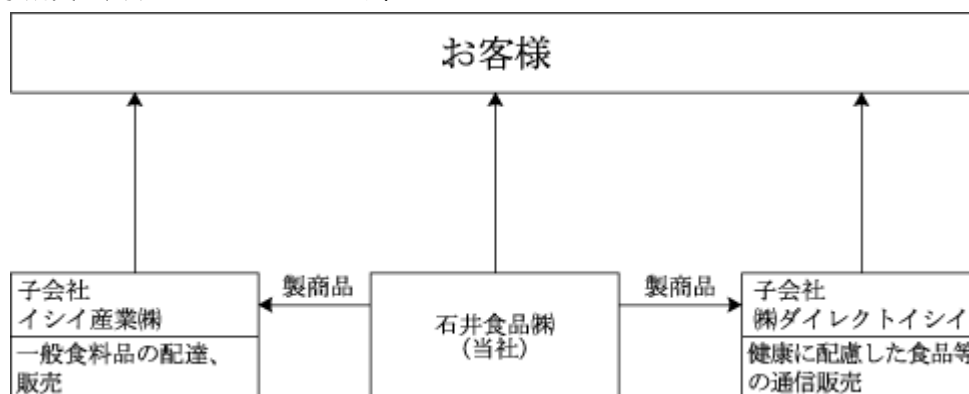 お客様
子会社
イシイ産業㈱
一般食料品の配達、
販売
製商品
石井食品㈱
(当社)
製商品
子会社
㈱ダイレクトイシイ
健康に配慮した食品等
の通信販売